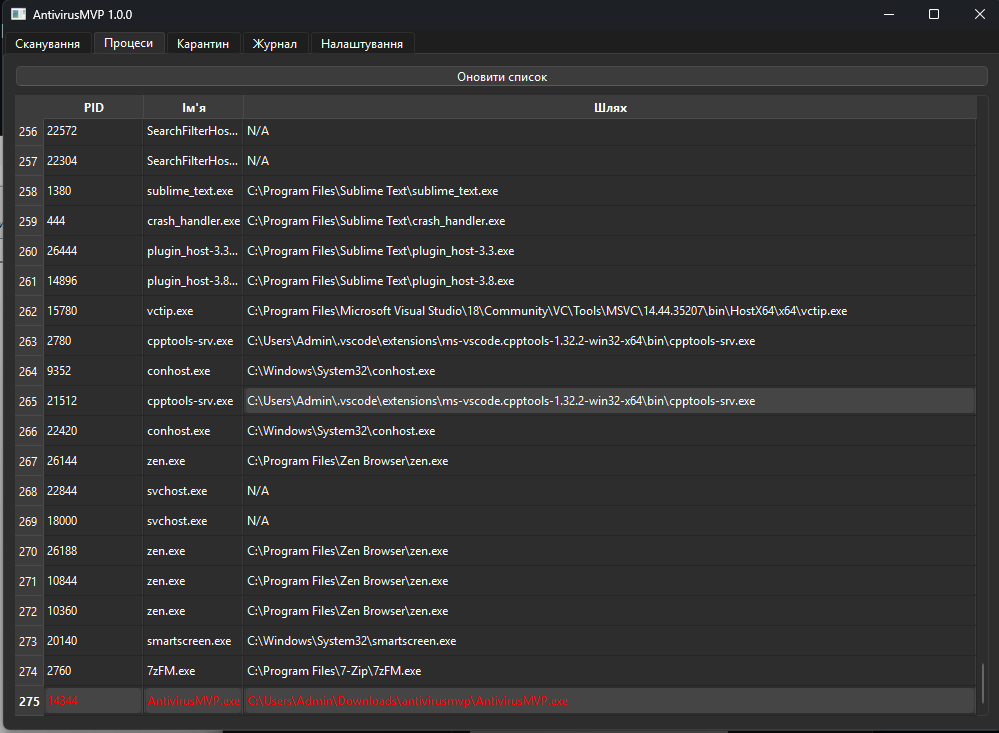 AntivirusMVP 1.0.0
Сканування Процеси Карантин Журнал Налаштування
Оновити список
PID Ім'я Шлях
256 22572 SearchFilterHos... N/A
257 22304 SearchFilterHos... N/A
258 1380 sublime_text.exe C:\Program Files\Sublime Text\sublime_text.exe
259 444 crash_handler.exe C:\Program Files\Sublime Text\crash_handler.exe
260 26444 plugin_host-3.3... C:\Program Files\Sublime Text\plugin_host-3.3.exe
261 14896 plugin_host-3.8... C:\Program Files\Sublime Text\plugin_host-3.8.exe
262 15780 vctip.exe C:\Program Files\Microsoft Visual Studio\18\Community\VC\Tools\MSVC\14.44.35207\bin\HostX64\x64\vctip.exe
263 2780 cpptools-srv.exe C:\Users\Admin\.vscode\extensions\ms-vscode.cpptools-1.32.2-win32-x64\bin\cpptools-srv.exe
264 9352 conhost.exe C:\Windows\System32\conhost.exe
265 21512 cpptools-srv.exe C:\Users\Admin\.vscode\extensions\ms-vscode.cpptools-1.32.2-win32-x64\bin\cpptools-srv.exe
266 22420 conhost.exe C:\Windows\System32\conhost.exe
267 26144 zen.exe C:\Program Files\Zen Browser\zen.exe
268 22844 svchost.exe N/A
269 18000 svchost.exe N/A
270 26188 zen.exe C:\Program Files\Zen Browser\zen.exe
271 10844 zen.exe C:\Program Files\Zen Browser\zen.exe
272 10360 zen.exe C:\Program Files\Zen Browser\zen.exe
273 20140 smartscreen.exe C:\Windows\System32\smartscreen.exe
274 2760 7zFM.exe C:\Program Files\7-Zip\7zFM.exe
275 14344 AntivirusMVP.exe C:\Users\Admin\Downloads\antivirusmvp\AntivirusMVP.exe